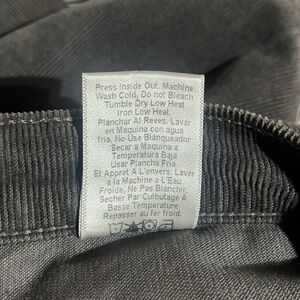 Press Inside Out. Machine
Wash Cold. Do not Bleach
Tumble Dry Low Heat
Iron Low Heat.
Planchar Al Reves. Lavar
en Maquina con agua
fria. No Use Blanqueador.
Secar a Maquina a
Temperatura Baja
Usar Plancha Fria.
Et Appret A L'envers. Laver
a la Machine a L'Eau
Froide, Ne Pas Blanchir.
Secher Par Culbutage A
Basse Temperature.
Repasser au fer froid.